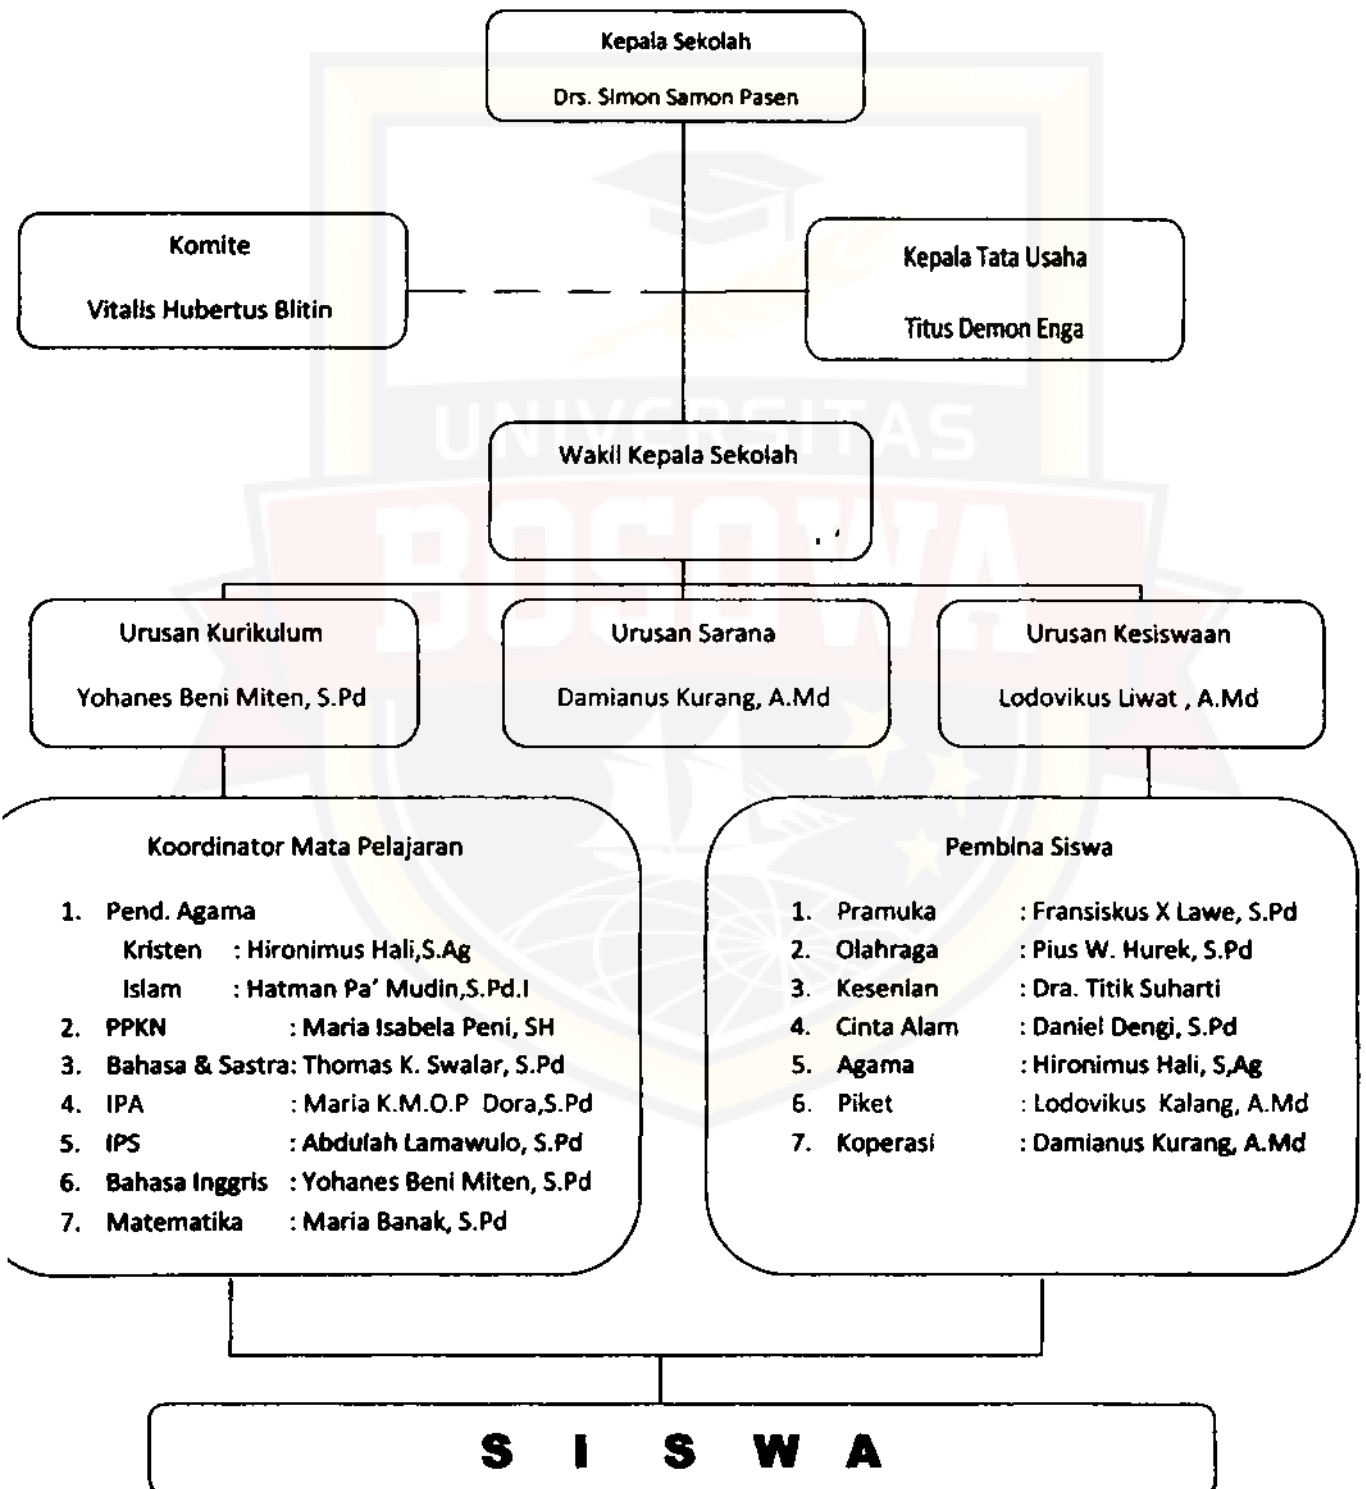 Kepala Sekolah
Drs. Simon Samon Pasen
Komite
Vitalis Hubertus Blitin
Kepala Tata Usaha
Titus Demon Enga
UNIVERSITAS
Wakil Kepala Sekolah
BOSOWA
Urusan Kurikulum
Yohanes Beni Miten, S.Pd
Urusan Sarana
Damianus Kurang, A.Md
Urusan Kesiswaan
Lodovikus Liwat , A.Md
Koordinator Mata Pelajaran
1. Pend. Agama
Kristen : Hironimus Hali,S.Ag
Islam : Hatman Pa' Mudin,S.Pd.I
2. PPKN : Maria Isabela Peni, SH
3. Bahasa & Sastra: Thomas K. Swalar, S.Pd
4. IPA : Maria K.M.O.P Dora,S.Pd
5. IPS : Abdulah Lamawulo, S.Pd
6. Bahasa Inggris : Yohanes Beni Miten, S.Pd
7. Matematika : Maria Banak, S.Pd
Pembina Siswa
1. Pramuka : Fransiskus X Lawe, S.Pd
2. Olahraga : Pius W. Hurek, S.Pd
3. Kesenian : Dra. Titik Suharti
4. Cinta Alam : Daniel Dengi, S.Pd
5. Agama : Hironimus Hali, S,Ag
6. Piket : Lodovikus Kalang, A.Md
7. Koperasi : Damianus Kurang, A.Md
S I S W A